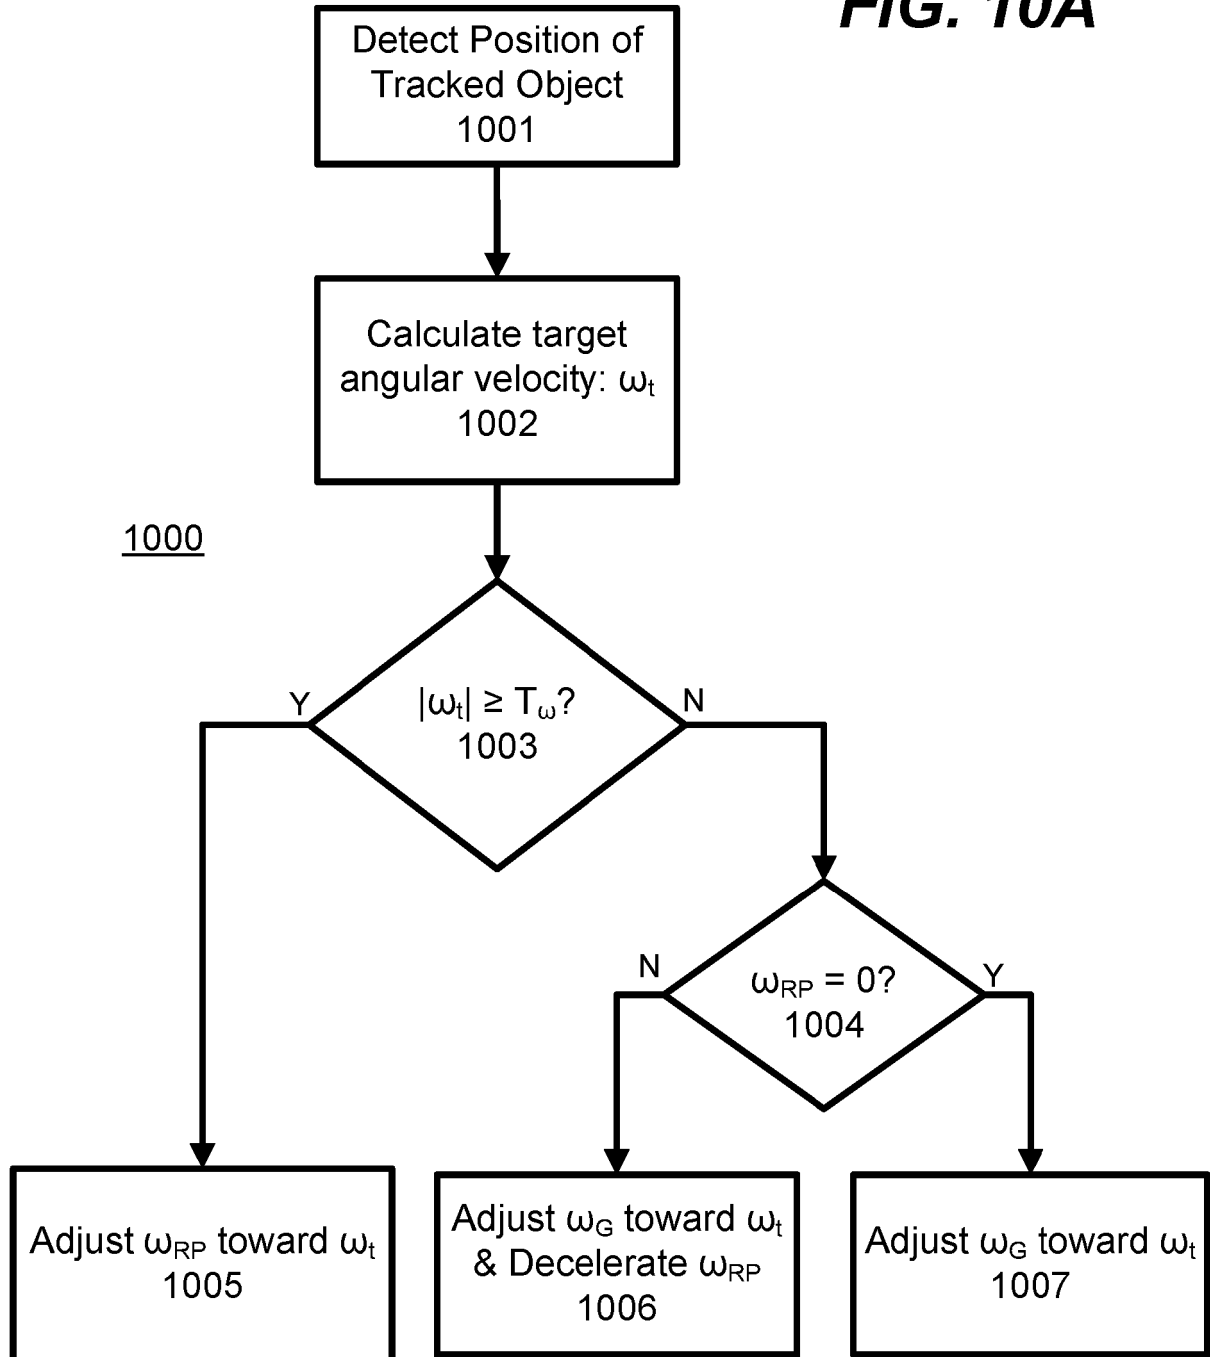 FIG. 10A
Detect Position of
Tracked Object
1001
Calculate target
angular velocity: ωt
1002
1000
|ωt| ≥ Tω?
1003
Y
N
ωRP = 0?
1004
N
Y
Adjust ωRP toward ωt
1005
Adjust ωG toward ωt
& Decelerate ωRP
1006
Adjust ωG toward ωt
1007